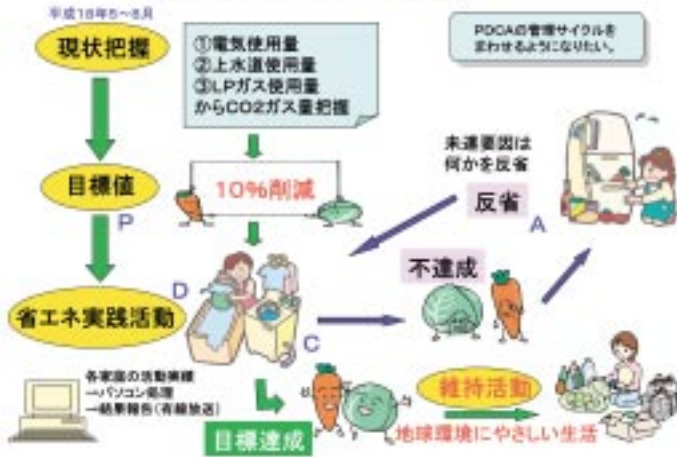 平成18年5~8月
現状把握
①電気使用量
②上水道使用量
③LPガス使用量
からCO2ガス量把握
PDCAの管理サイクルを
まわせるようになりたい。
未達要因は
何かを反省
目標値
10%削減
反省
P
A
不達成
D
省エネ実践活動
C
各家庭の活動実績
→パソコン処理
→結果報告(有線放送)
維持活動
目標達成
地球環境にやさしい生活